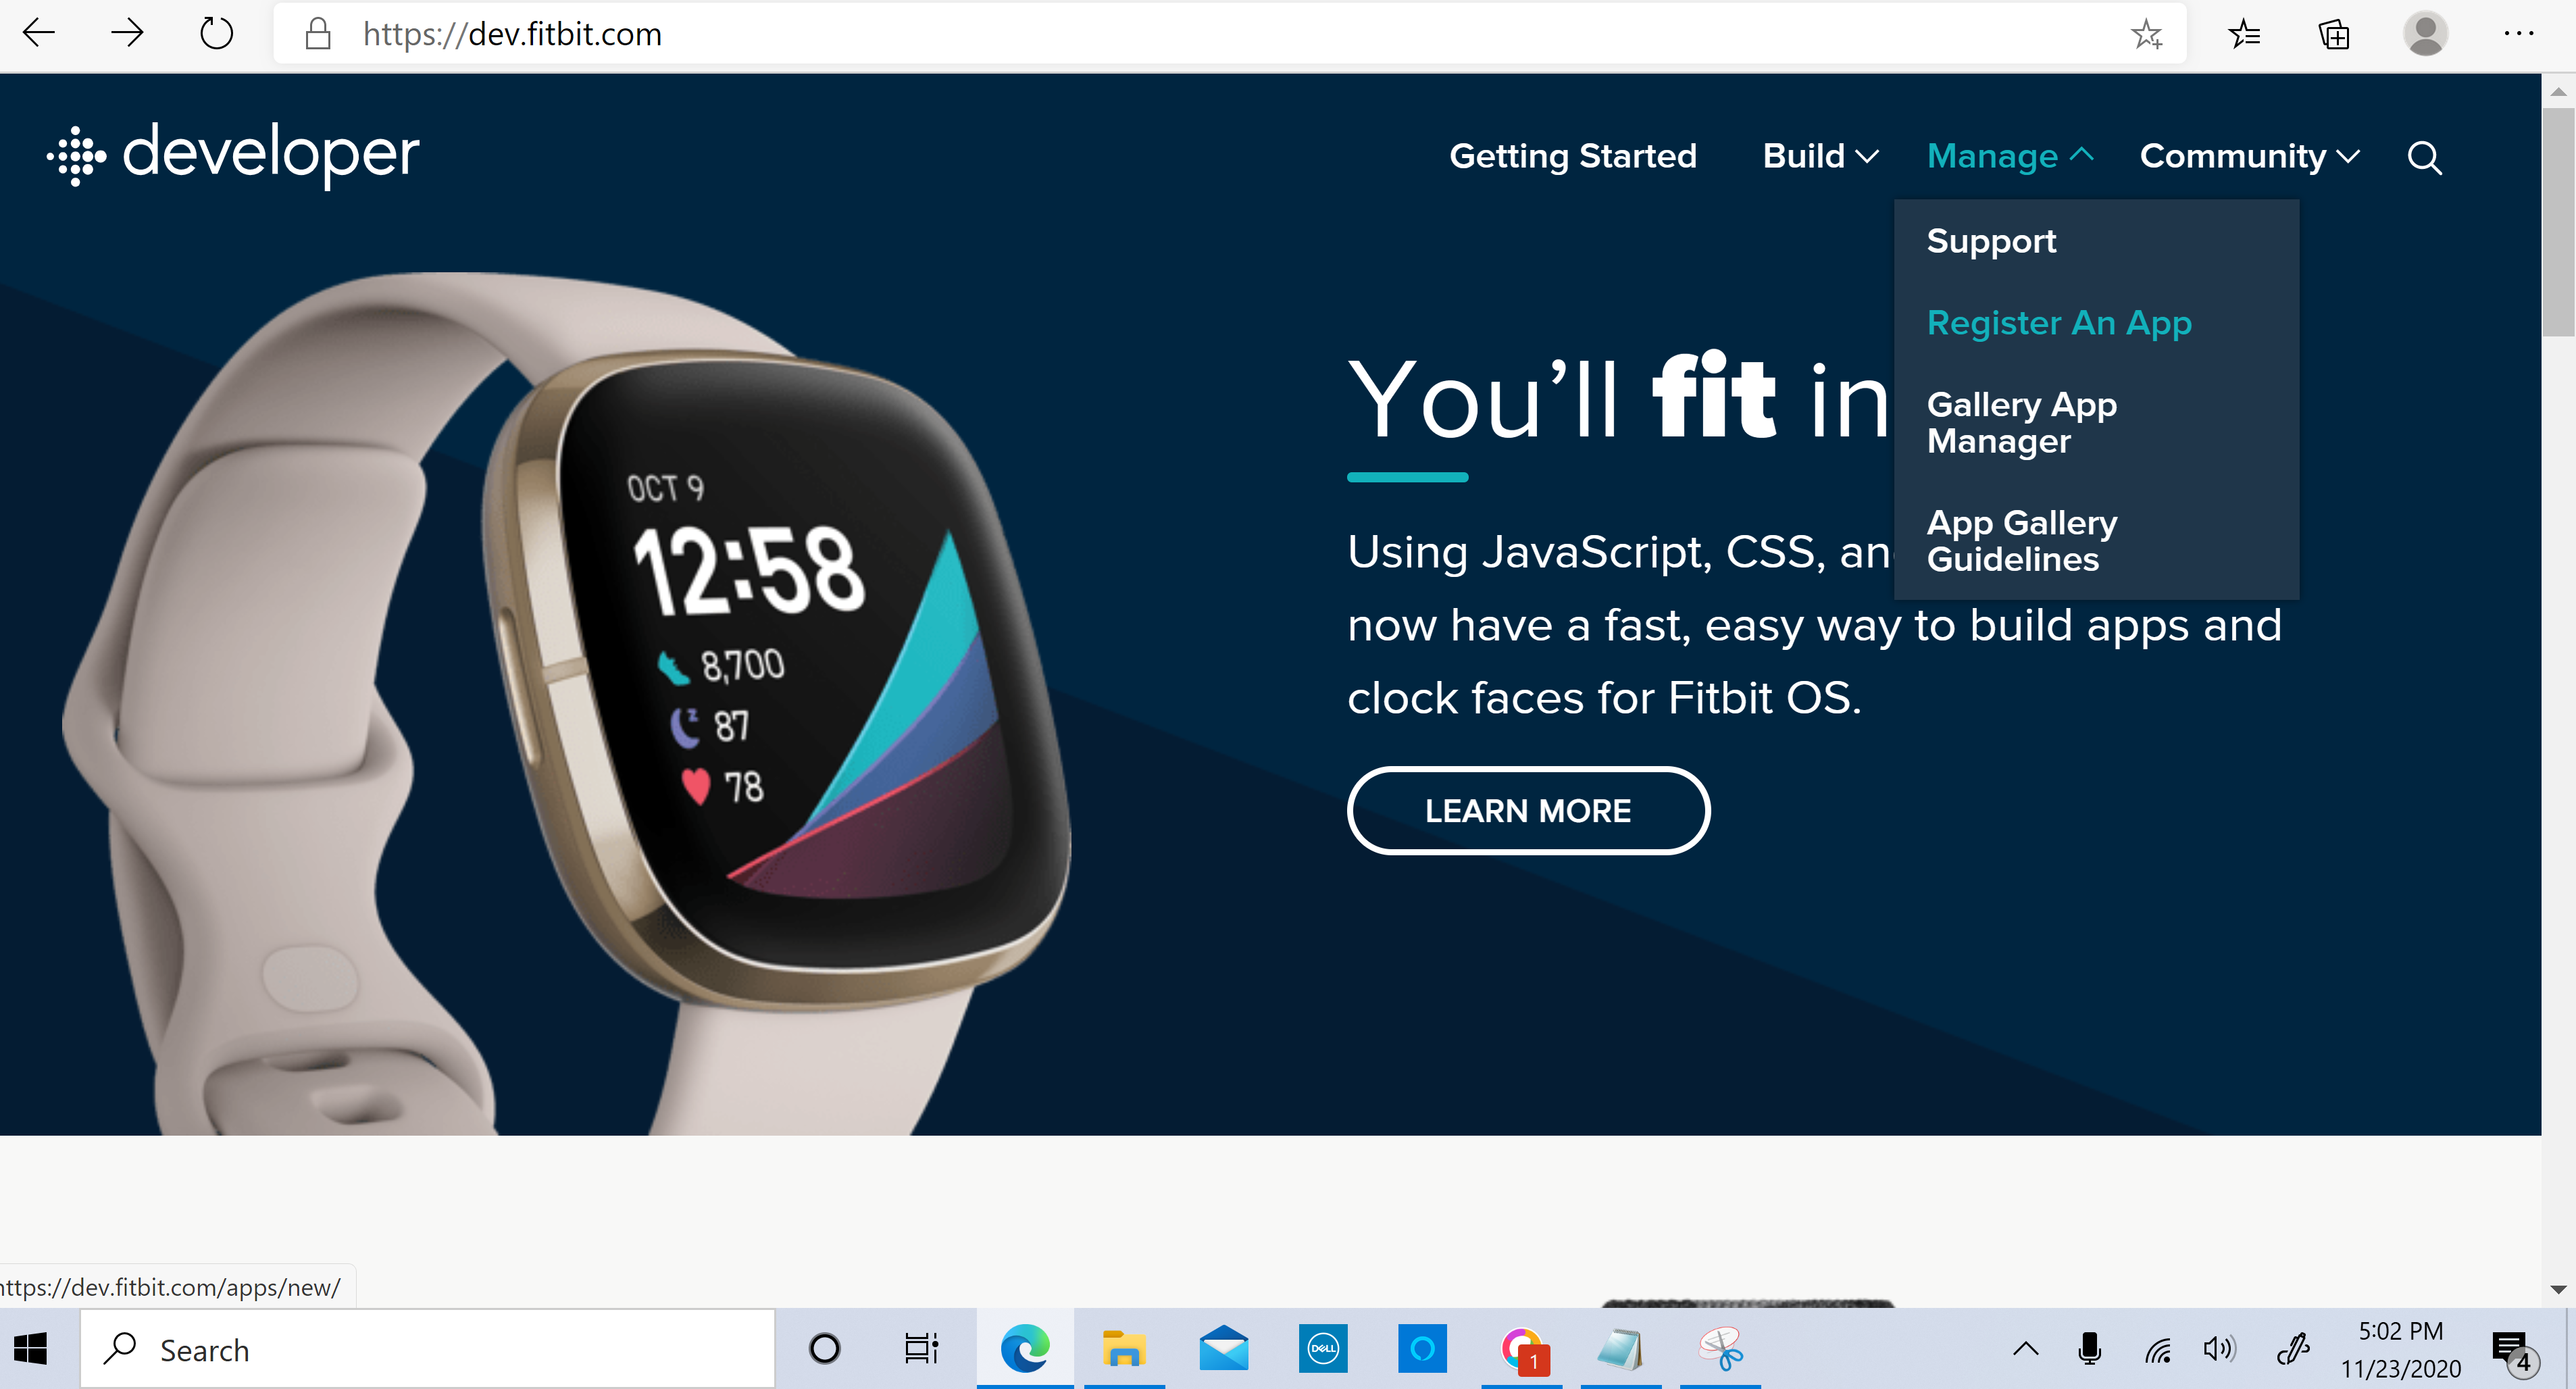 https://dev.fitbit.com
developer
Getting Started
Build
Manage
Community
Support
Register An App
Gallery App
Manager
App Gallery
Guidelines
You'll fit in
Using JavaScript, CSS, an
now have a fast, easy way to build apps and
clock faces for Fitbit OS.
LEARN MORE
OCT 9
12:58
8,700
87
78
ttps://dev.fitbit.com/apps/new/
Search
DELL
1
5:02 PM
11/23/2020
4